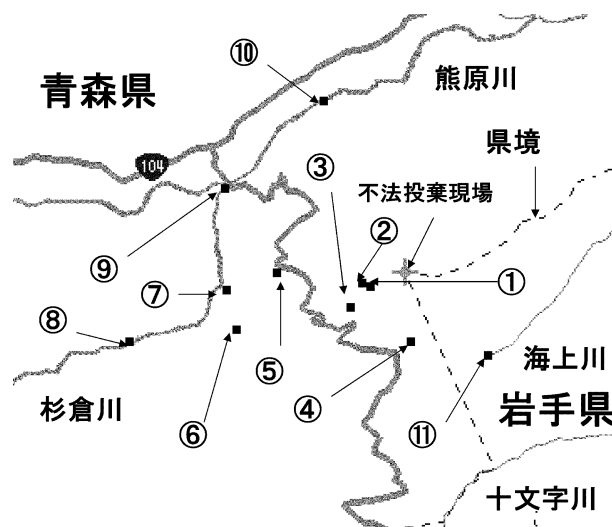 ⑩
熊原川
青森県
県境
104
③
不法投棄現場
②
⑨
⑦
①
⑧
⑤
海上川
杉倉川
⑥
④
⑪
岩手県
十文字川